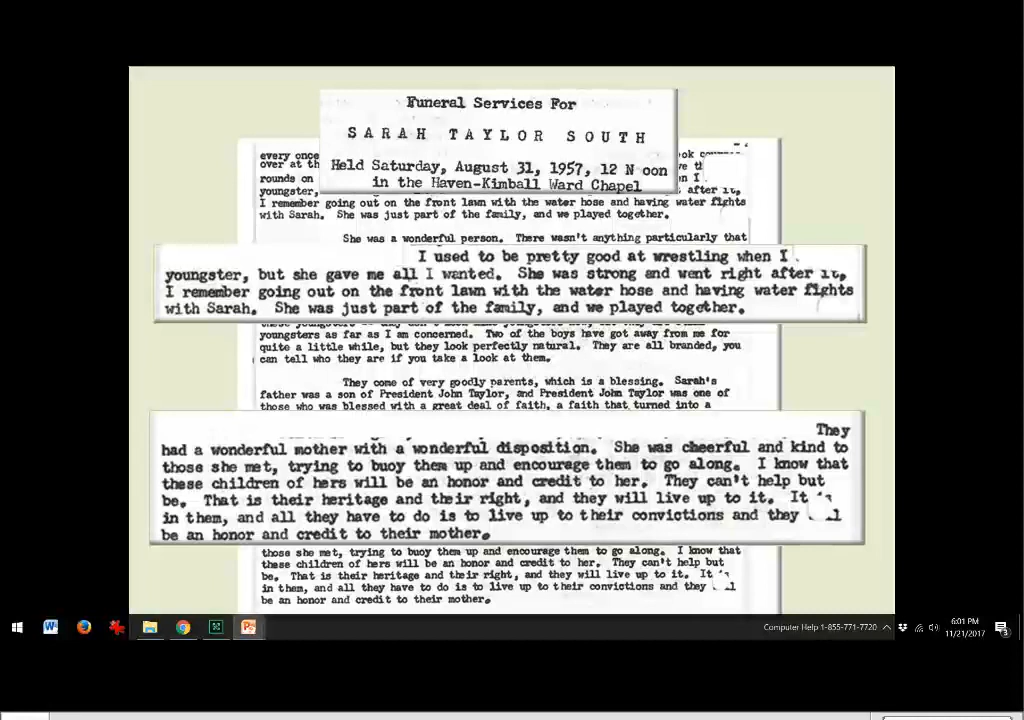 Funeral Services For
SARAH TAYLOR SOUTH
Held Saturday, August 31, 1957, 12 N oon
in the Haven-Kimball Ward Chapel
every once
over at th
rounds on
youngster, after it,
I remember going out on the front lawn with the water hose and having water fights
with Sarah. She was just part of the family, and we played together.
She was a wonderful person. There wasn't anything particularly that
I used to be pretty good at wrestling when I
youngster, but she gave me all I wanted. She was strong and went right after it,
I remember going out on the front lawn with the water hose and having water fights
with Sarah. She was just part of the family, and we played together.
youngsters as far as I am concerned. Two of the boys have got away from me for
quite a little while, but they look perfectly natural. They are all branded, you
can tell who they are if you take a look at them.
They come of very goodly parents, which is a blessing. Sarah's
father was a son of President John Taylor, and President John Taylor was one of
those who was blessed with a great deal of faith, a faith that turned into a
They
had a wonderful mother with a wonderful disposition. She was cheerful and kind to
those she met, trying to buoy them up and encourage them to go along. I know that
these children of hers will be an honor and credit to her. They can't help but
be. That is their heritage and their right, and they will live up to it. It
in them, and all they have to do is to live up to their convictions and they
be an honor and credit to their mother.
those she met, trying to buoy them up and encourage them to go along. I know that
these children of hers will be an honor and credit to her. They can't help but
be. That is their heritage and their right, and they will live up to it. It
in them, and all they have to do is to live up to their convictions and they
be an honor and credit to their mother.
Computer Help 1-855-771-7720
6:01 PM
11/21/2017
3